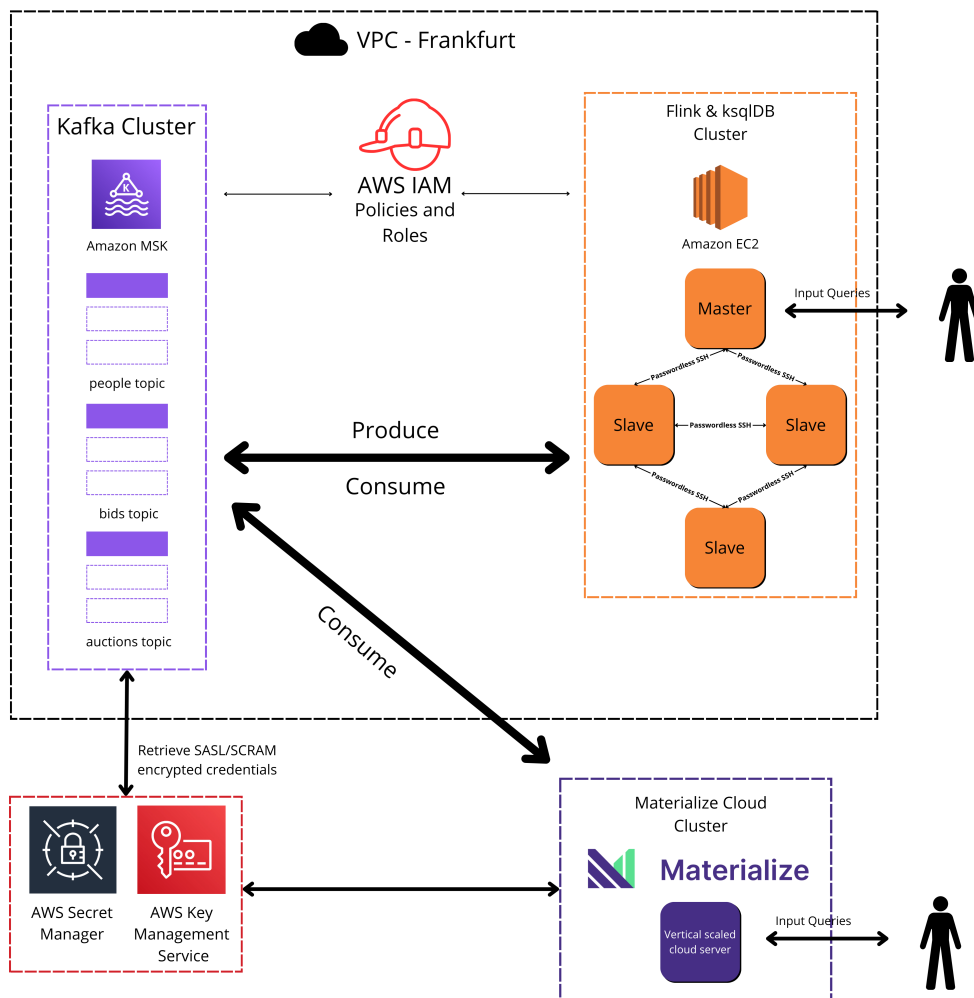 VPC - Frankfurt
Kafka Cluster
K
Amazon MSK
people topic
bids topic
auctions topic
AWS IAM
Policies and
Roles
Flink & ksqlDB
Cluster
Amazon EC2
Master
Input Queries
Passwordless SSH
Passwordless SSH
Slave
Passwordless SSH
Slave
Passwordless SSH
Passwordless SSH
Slave
Produce
Consume
Consume
Retrieve SASL/SCRAM
encrypted credentials
AWS Secret
Manager
AWS Key
Management
Service
Materialize Cloud
Cluster
Materialize
Vertical scaled
cloud server
Input Queries